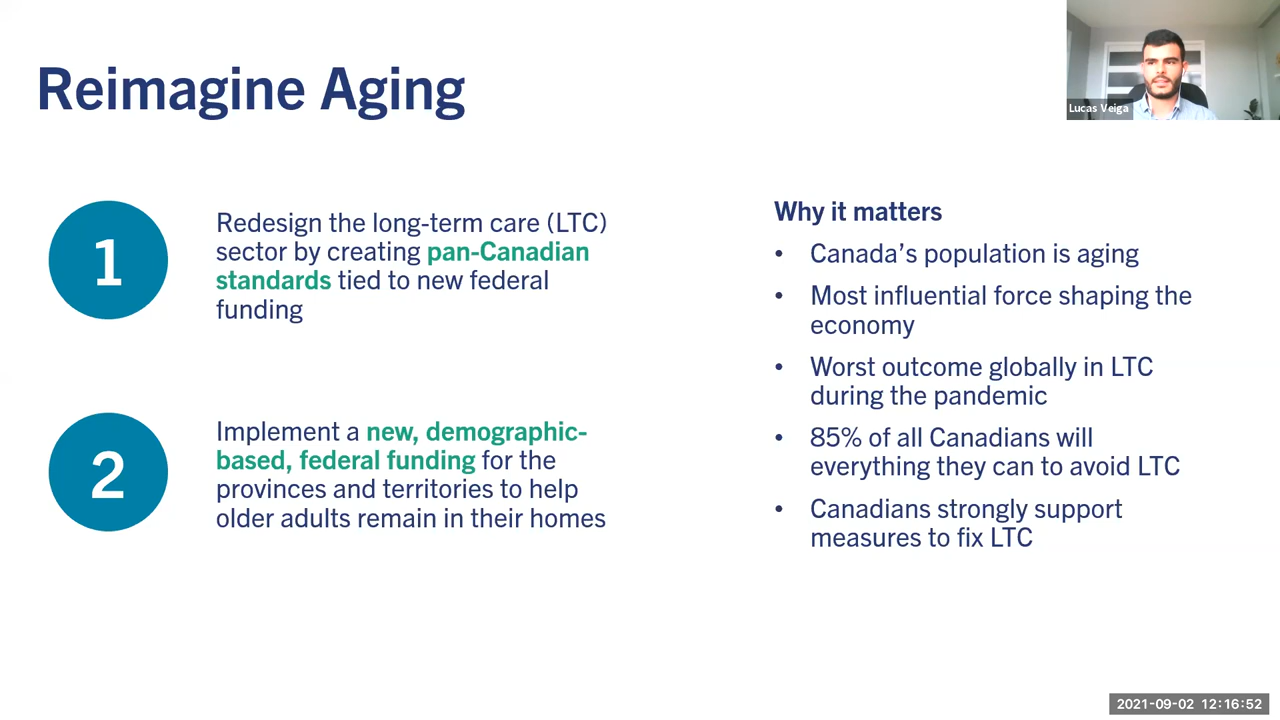 Reimagine Aging
Lucas Veiga
1
Redesign the long-term care (LTC)
sector by creating pan-Canadian
standards tied to new federal
funding
2
Implement a new, demographic-
based, federal funding for the
provinces and territories to help
older adults remain in their homes
Why it matters
• Canada's population is aging
• Most influential force shaping the
economy
• Worst outcome globally in LTC
during the pandemic
• 85% of all Canadians will
everything they can to avoid LTC
• Canadians strongly support
measures to fix LTC
2021-09-02 12:16:52